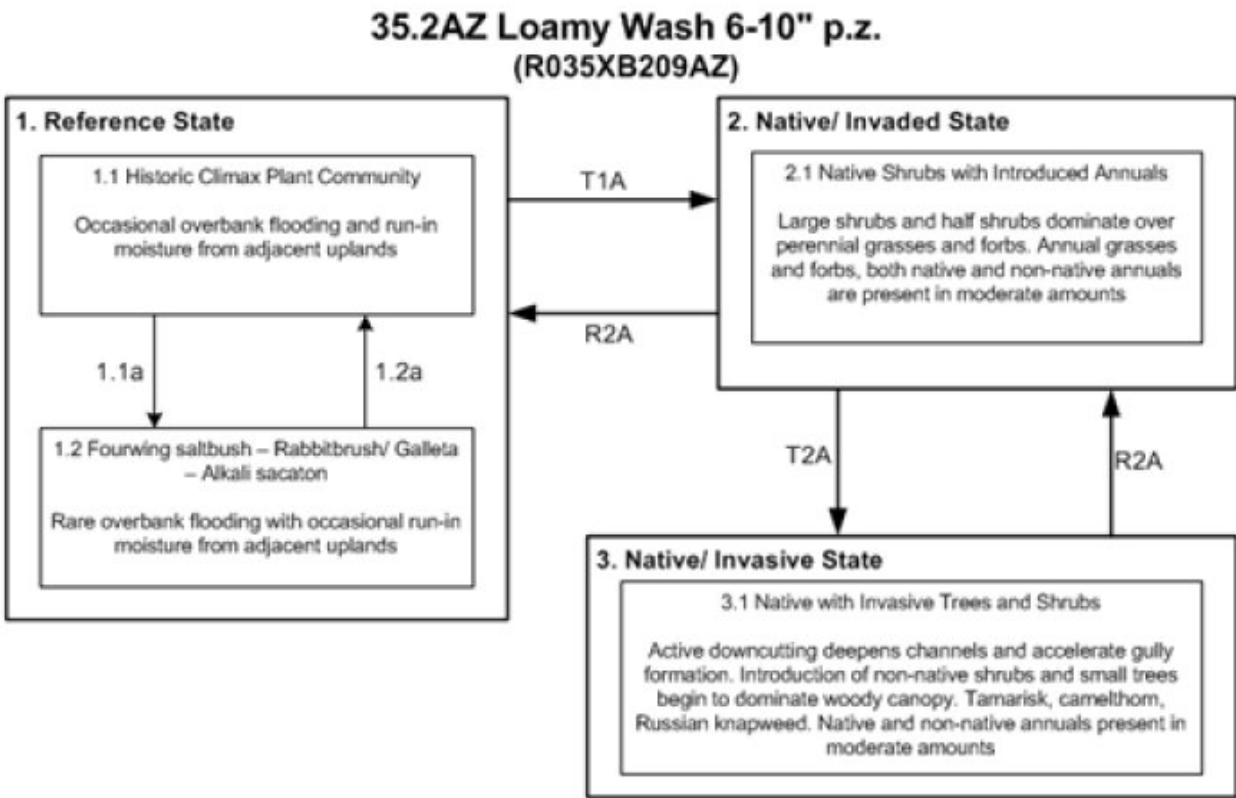 35.2AZ Loamy Wash 6-10" p.z.
(R035XB209AZ)
1. Reference State
1.1 Historic Climax Plant Community
Occasional overbank flooding and run-in
moisture from adjacent uplands
1.1a
1.2a
1.2 Fourwing saltbush – Rabbitbrush/ Galleta
– Alkali sacaton
Rare overbank flooding with occasional run-in
moisture from adjacent uplands
T1A
R2A
2. Native/ Invaded State
2.1 Native Shrubs with Introduced Annuals
Large shrubs and half shrubs dominate over
perennial grasses and forbs. Annual grasses
and forbs, both native and non-native annuals
are present in moderate amounts
T2A
R2A
3. Native/ Invasive State
3.1 Native with Invasive Trees and Shrubs
Active downcutting deepens channels and accelerate gully
formation. Introduction of non-native shrubs and small trees
begin to dominate woody canopy. Tamarisk, camelthorn,
Russian knapweed. Native and non-native annuals present in
moderate amounts